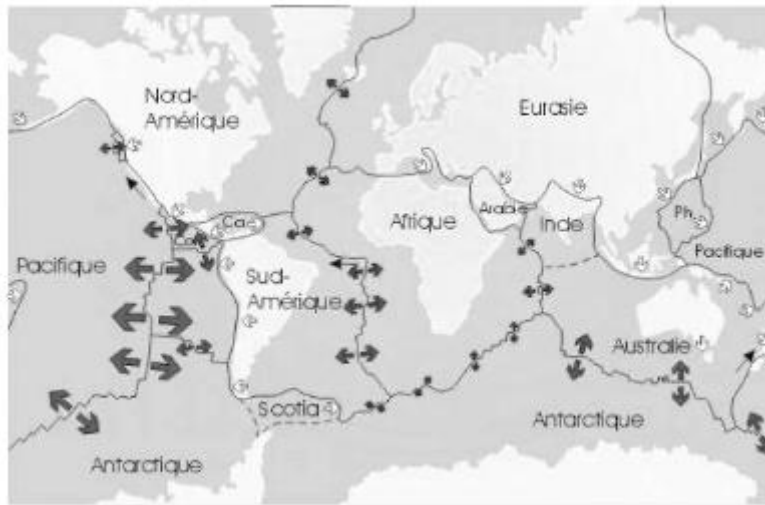 Nord-
Amérique
Eurasie
Ca
Arabie
Afrique
Inde
Ph.
Pacifique
Pacifique
Sud-
Amérique
Australie
Scotia
Antarctique
Antarctique